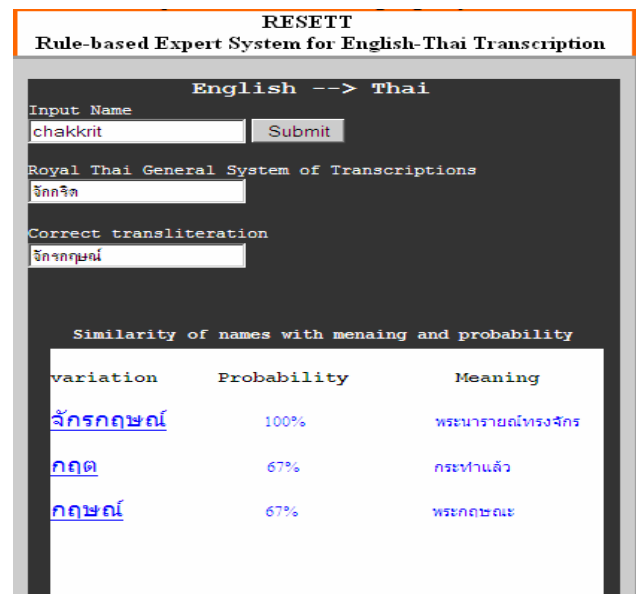 RESETT
Rule-based Expert System for English-Thai Transcription
English --> Thai
Input Name
chakkrit Submit
Royal Thai General System of Transcriptions
จักกริต
Correct transliteration
จักรกฤษณ์
Similarity of names with menaing and probability
variation Probability Meaning
จักรกฤษณ์ 100% พระนารายณ์ทรงจักร
กฤต 67% กระทำแล้ว
กฤษณ์ 67% พระกฤษณะ